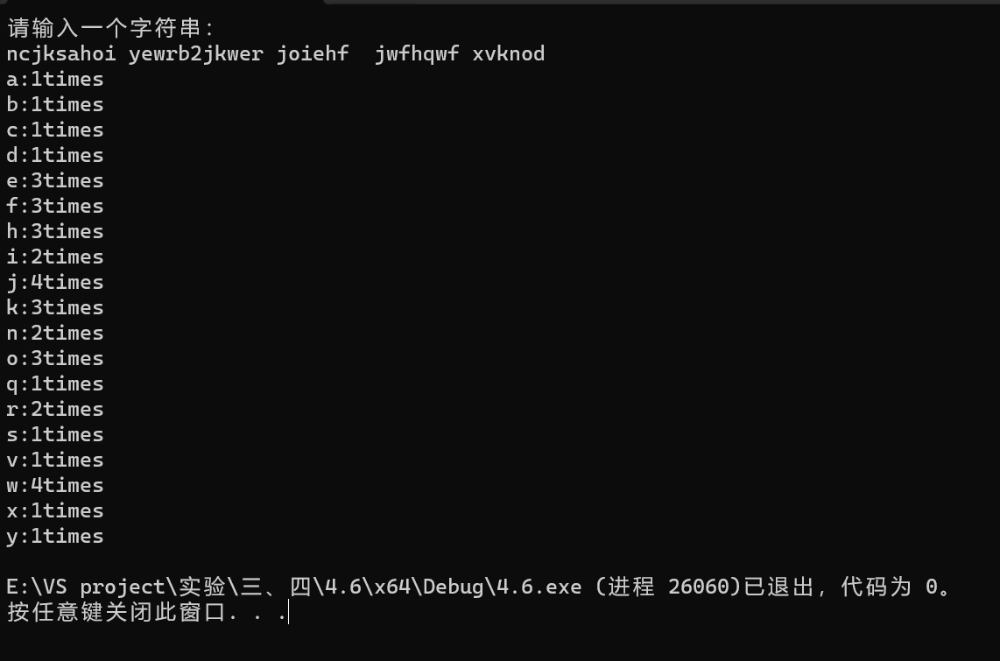 请输入一个字符串:
ncjksahoi yewrb2jkwer joiehf  jwfhqwf xvknod
a:1times
b:1times
c:1times
d:1times
e:3times
f:3times
h:3times
i:2times
j:4times
k:3times
n:2times
o:3times
q:1times
r:2times
s:1times
v:1times
w:4times
x:1times
y:1times
E:\VS project\实验\三、四\4.6\x64\Debug\4.6.exe (进程 26060)已退出，代码为 0。
按任意键关闭此窗口. . .